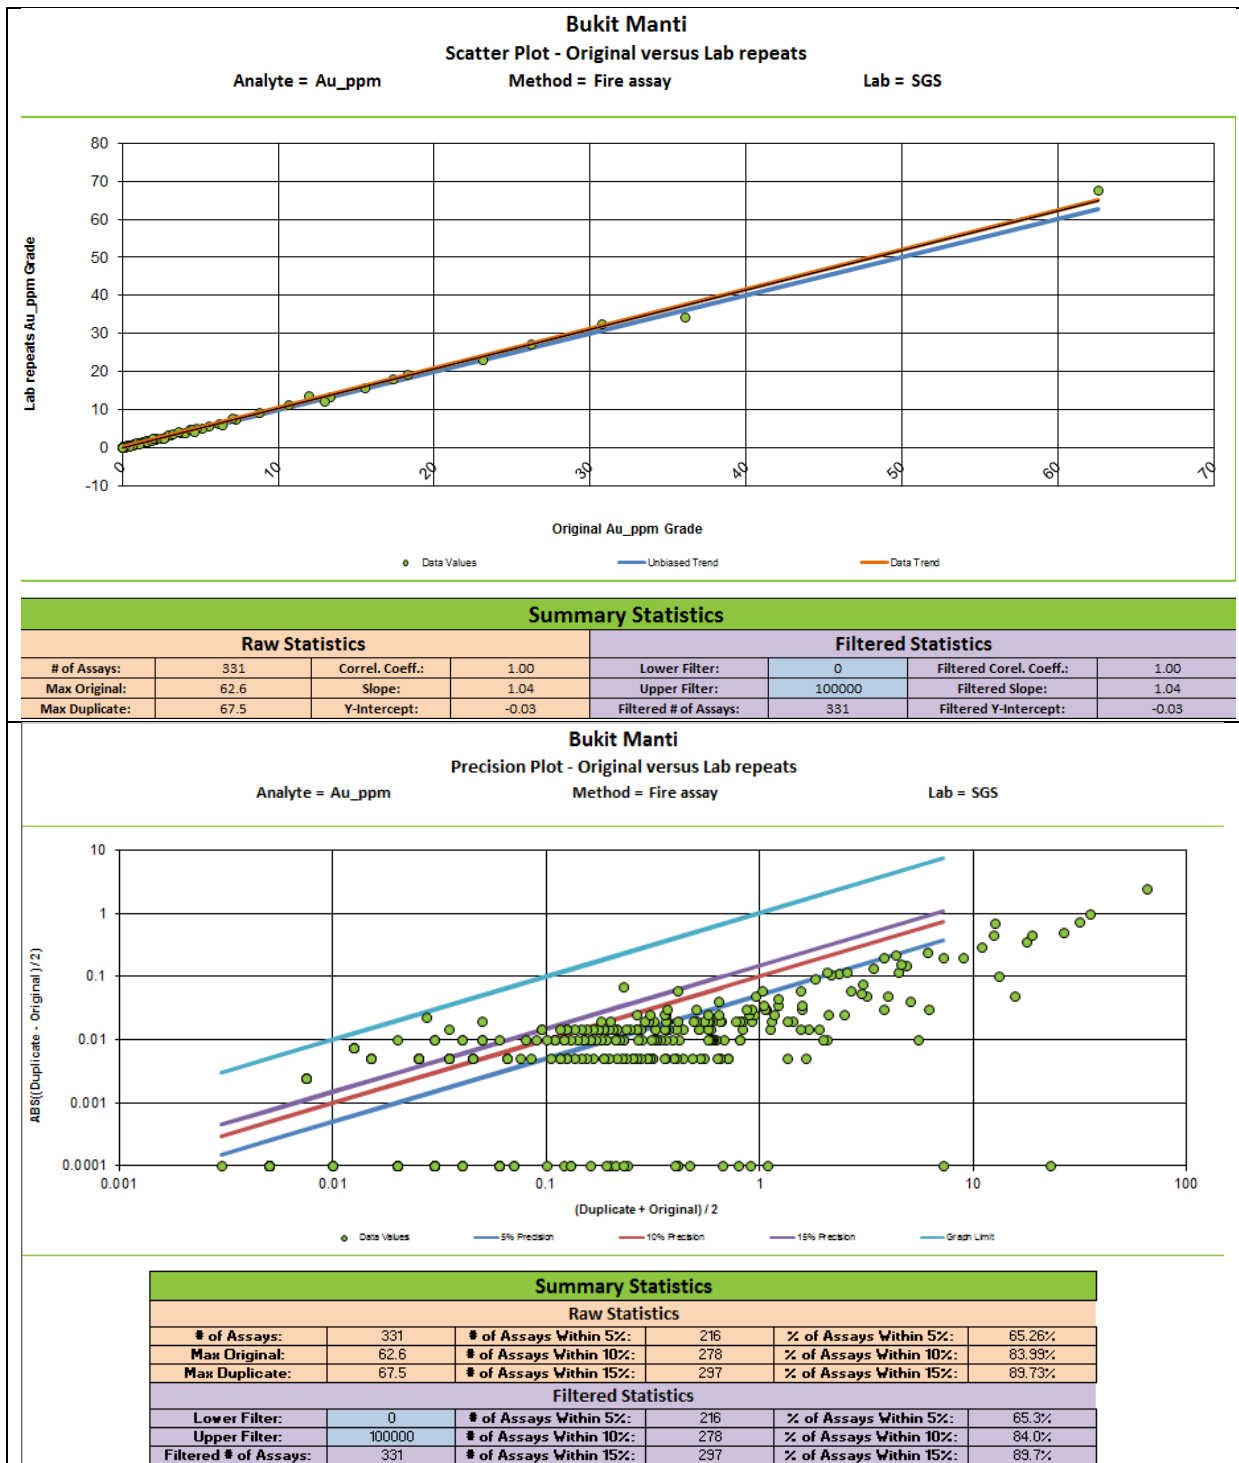 Bukit Manti
Scatter Plot - Original versus Lab repeats
Analyte = Au_ppm Method = Fire assay Lab = SGS
80
70
60
50
40
30
20
10
0
-10
Lab repeats Au_ppm Grade
0 10 20 30 40 50 60 70
Original Au_ppm Grade
Data Values Unbiased Trend Data Trend
Summary Statistics
Raw Statistics Filtered Statistics
# of Assays: 331 Correl. Coeff.: 1.00 Lower Filter: 0 Filtered Corel. Coeff.: 1.00
Max Original: 62.6 Slope: 1.04 Upper Filter: 100000 Filtered Slope: 1.04
Max Duplicate: 67.5 Y-Intercept: -0.03 Filtered # of Assays: 331 Filtered Y-Intercept: -0.03
Bukit Manti
Precision Plot - Original versus Lab repeats
Analyte = Au_ppm Method = Fire assay Lab = SGS
10
1
0.1
0.01
0.001
0.0001
ABS((Duplicate - Original) / 2)
0.001 0.01 0.1 1 10 100
(Duplicate + Original) / 2
Data Values 5% Precision 10% Precision 15% Precision Graph Limit
Summary Statistics
Raw Statistics
# of Assays: 331 # of Assays Within 5%: 216 % of Assays Within 5%: 65.26%
Max Original: 62.6 # of Assays Within 10%: 278 % of Assays Within 10%: 83.99%
Max Duplicate: 67.5 # of Assays Within 15%: 297 % of Assays Within 15%: 89.73%
Filtered Statistics
Lower Filter: 0 # of Assays Within 5%: 216 % of Assays Within 5%: 65.3%
Upper Filter: 100000 # of Assays Within 10%: 278 % of Assays Within 10%: 84.0%
Filtered # of Assays: 331 # of Assays Within 15%: 297 % of Assays Within 15%: 89.7%